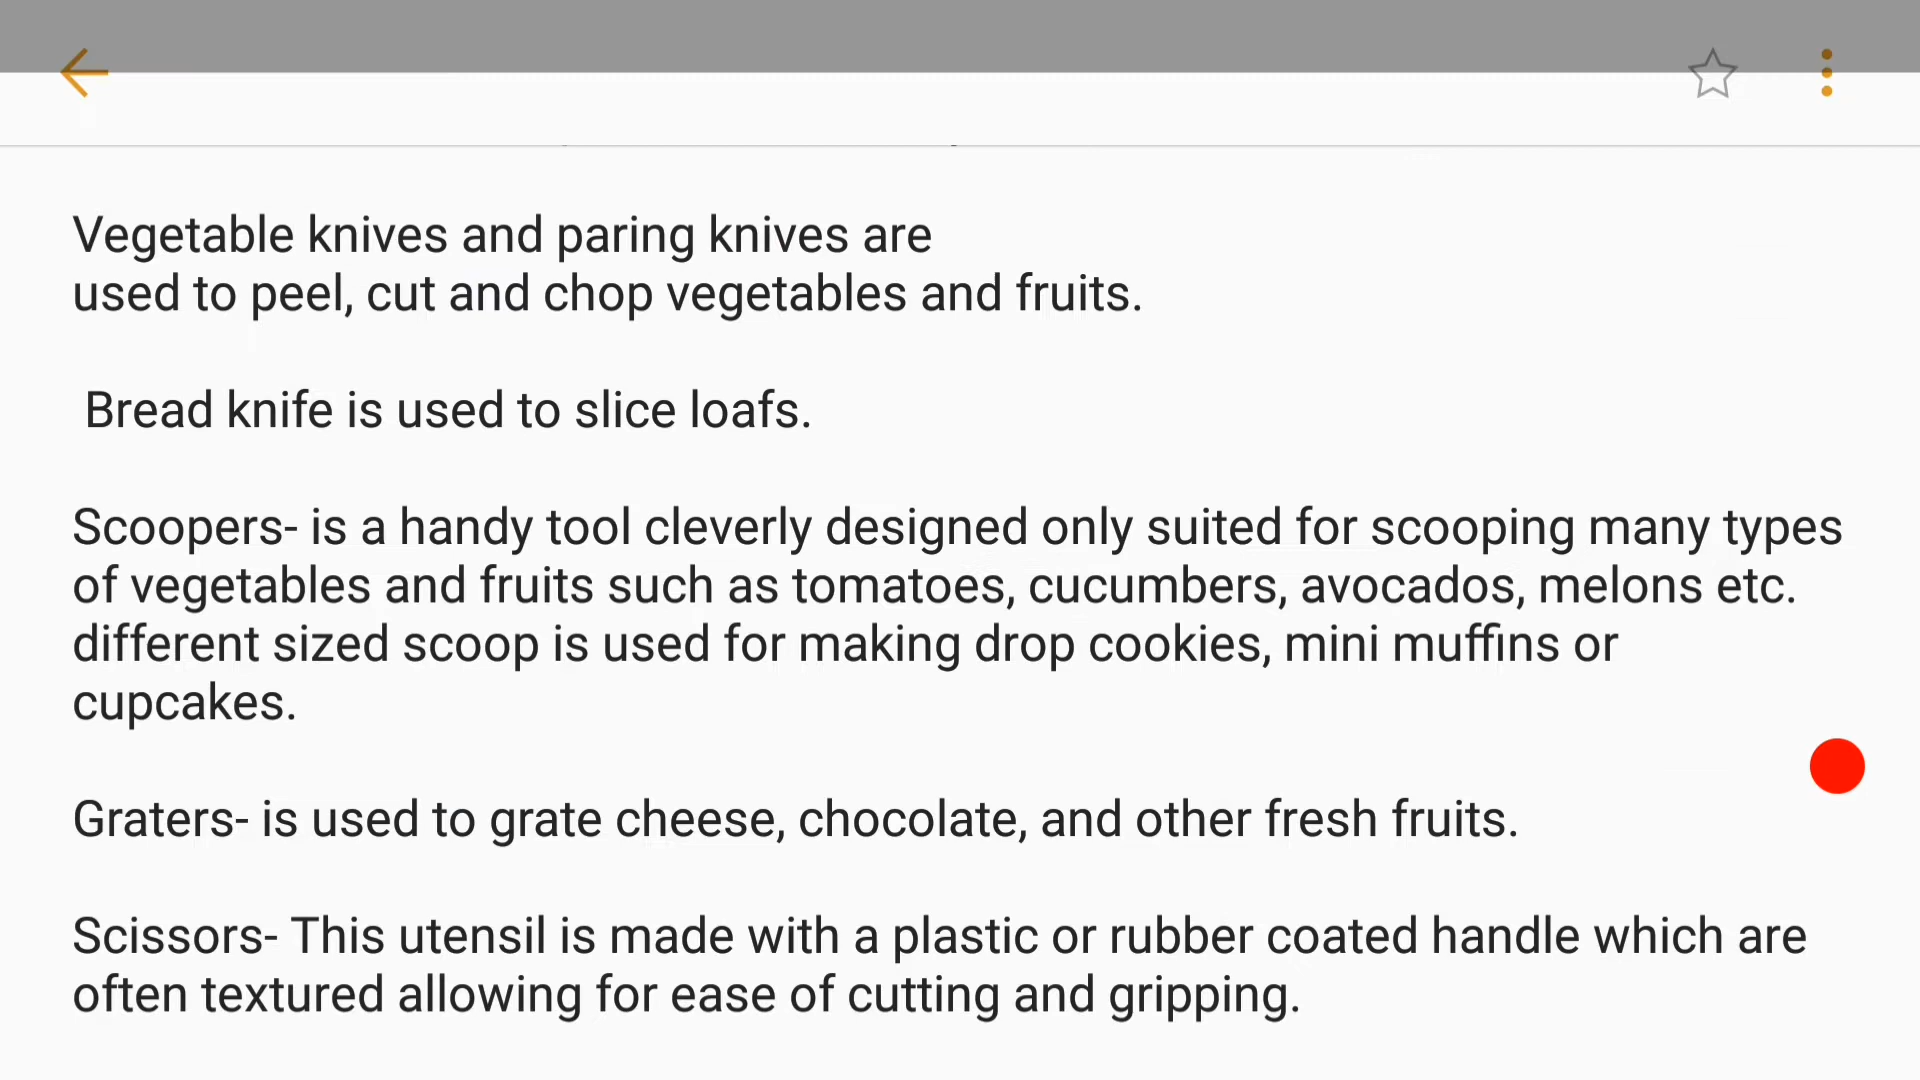 Vegetable knives and paring knives are
used to peel, cut and chop vegetables and fruits.
Bread knife is used to slice loafs.
Scoopers- is a handy tool cleverly designed only suited for scooping many types
of vegetables and fruits such as tomatoes, cucumbers, avocados, melons etc.
different sized scoop is used for making drop cookies, mini muffins or
cupcakes.
Graters- is used to grate cheese, chocolate, and other fresh fruits.
Scissors- This utensil is made with a plastic or rubber coated handle which are
often textured allowing for ease of cutting and gripping.